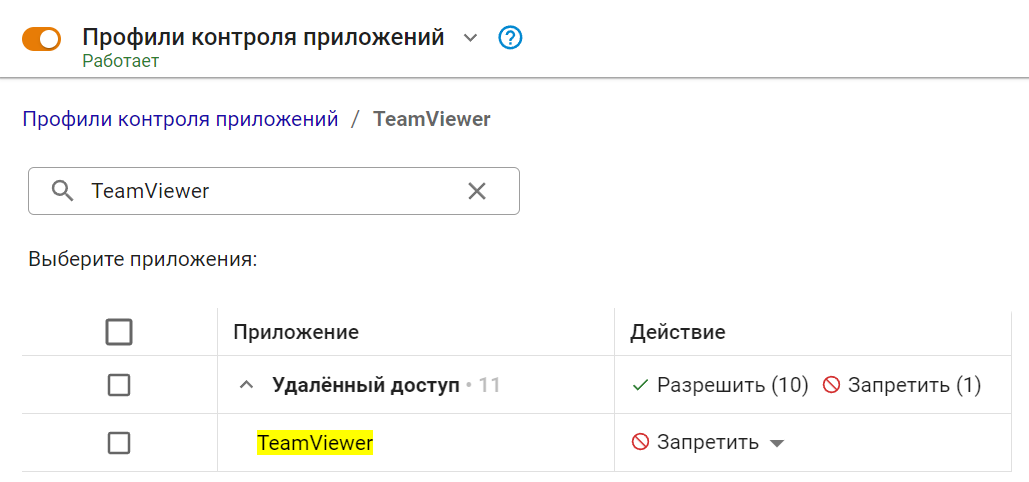 Профили контроля приложений
Работает
Профили контроля приложений / TeamViewer
TeamViewer
Выберите приложения:
Приложение Действие
Удалённый доступ • 11 Разрешить (10) Запретить (1)
TeamViewer Запретить